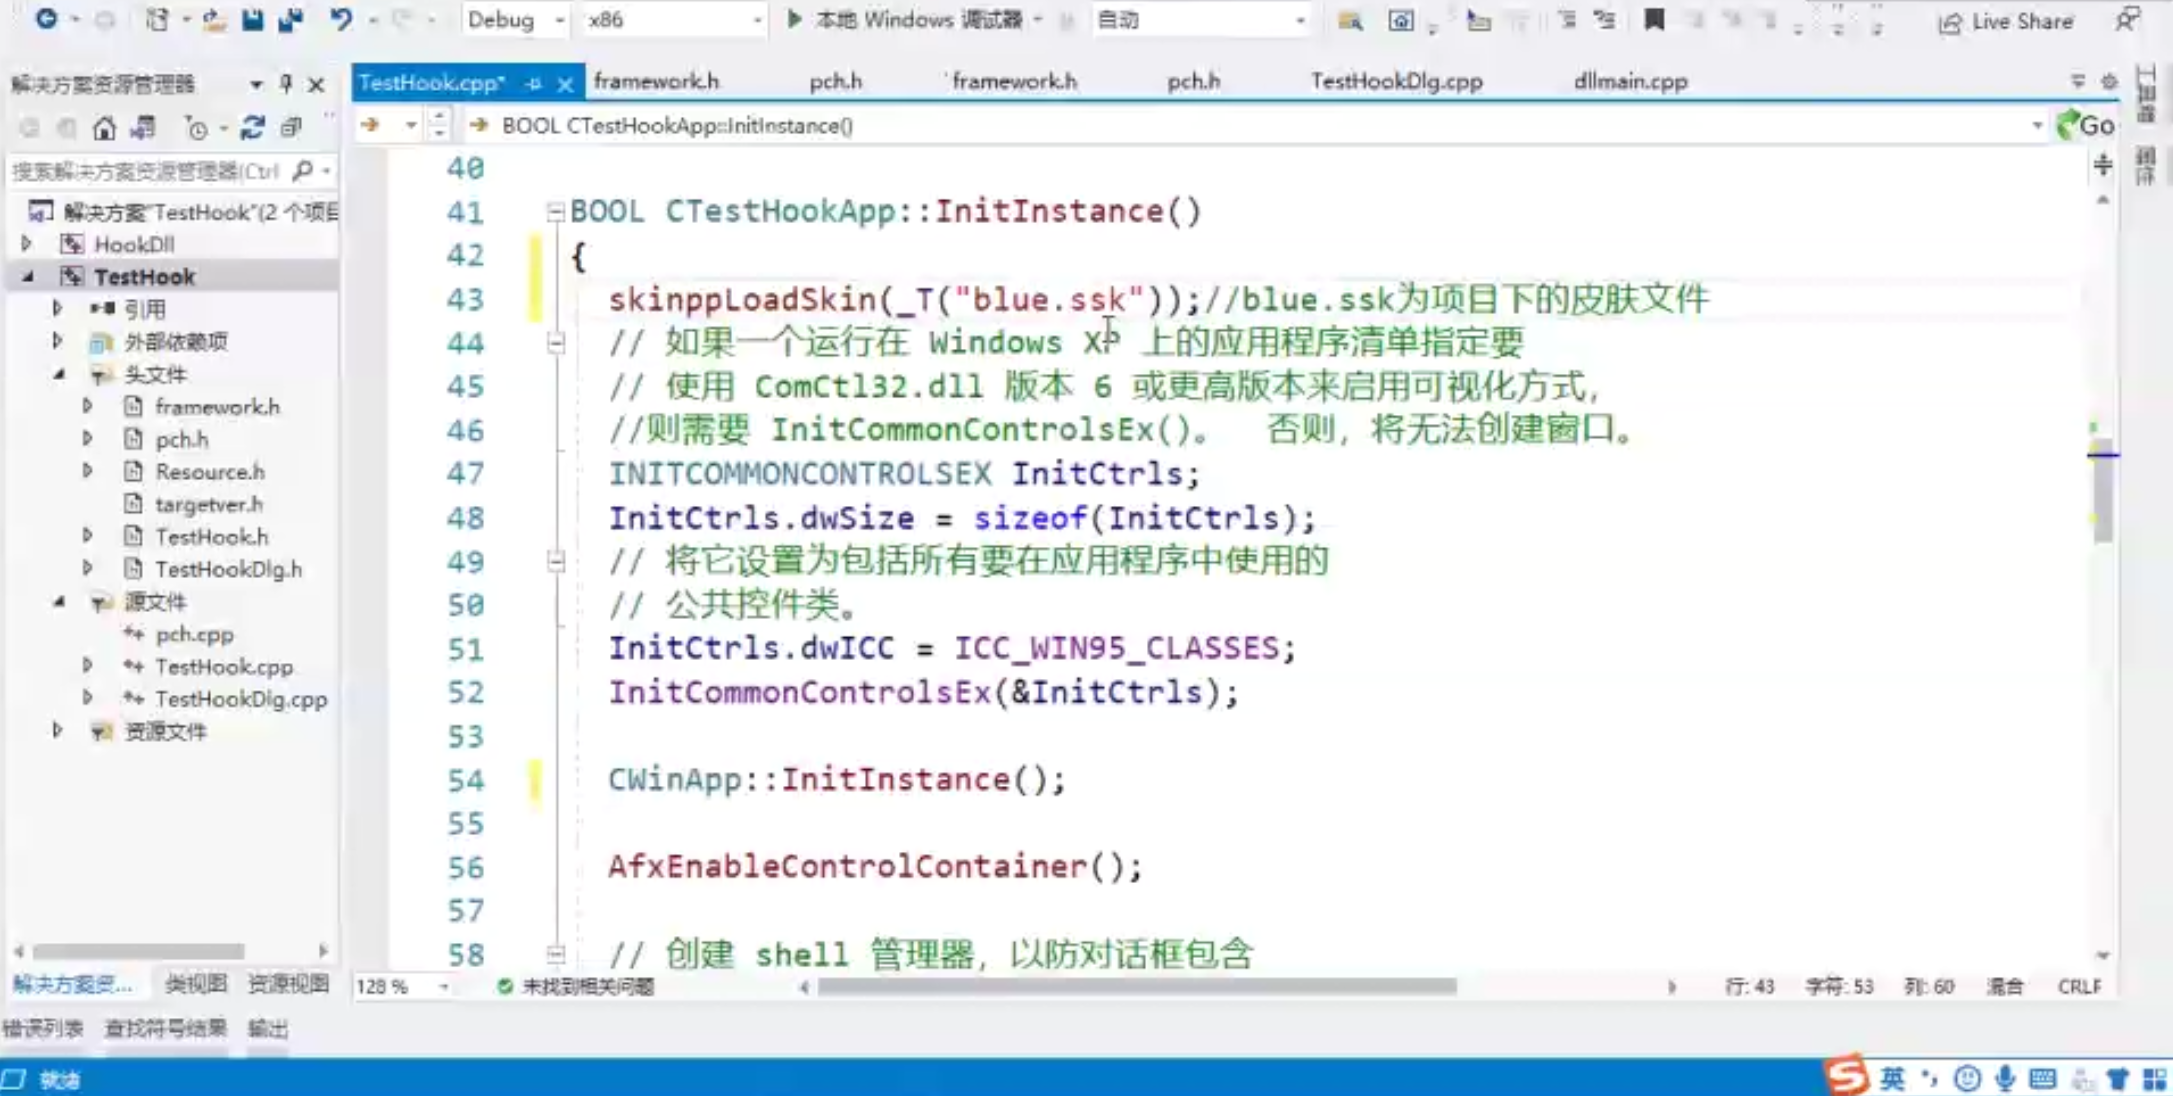 Debug
x86
本地 Windows 调试器
自动
Live Share
解决方案资源管理器
TestHook.cpp*
framework.h
pch.h
framework.h
pch.h
TestHookDlg.cpp
dllmain.cpp
BOOL CTestHookApp::InitInstance()
Go
搜索解决方案资源管理器(Ctrl
解决方案"TestHook"(2 个项目
HookDll
TestHook
引用
外部依赖项
头文件
framework.h
pch.h
Resource.h
targetver.h
TestHook.h
TestHookDlg.h
源文件
pch.cpp
TestHook.cpp
TestHookDlg.cpp
资源文件
40
41 BOOL CTestHookApp::InitInstance()
42 {
43 skinppLoadSkin(_T("blue.ssk"));//blue.ssk为项目下的皮肤文件
44 // 如果一个运行在 Windows XP 上的应用程序清单指定要
45 // 使用 ComCtl32.dll 版本 6 或更高版本来启用可视化方式，
46 //则需要 InitCommonControlsEx()。 否则，将无法创建窗口。
47 INITCOMMONCONTROLSEX InitCtrls;
48 InitCtrls.dwSize = sizeof(InitCtrls);
49 // 将它设置为包括所有要在应用程序中使用的
50 // 公共控件类。
51 InitCtrls.dwICC = ICC_WIN95_CLASSES;
52 InitCommonControlsEx(&InitCtrls);
53
54 CWinApp::InitInstance();
55
56 AfxEnableControlContainer();
57
58 // 创建 shell 管理器，以防对话框包含
解决方案资... 类视图 资源视图
128 % 未找到相关问题
行: 43 字符: 53 列: 60 混合 CRLF
错误列表 查找符号结果 输出
就绪
英